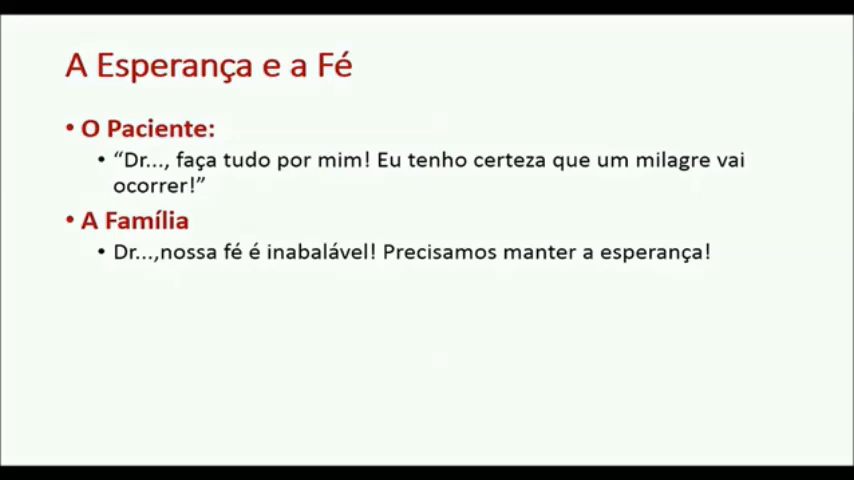 A Esperança e a Fé
• O Paciente:
• “Dr..., faça tudo por mim! Eu tenho certeza que um milagre vai
ocorrer!”
• A Família
• Dr...,nossa fé é inabalável! Precisamos manter a esperança!